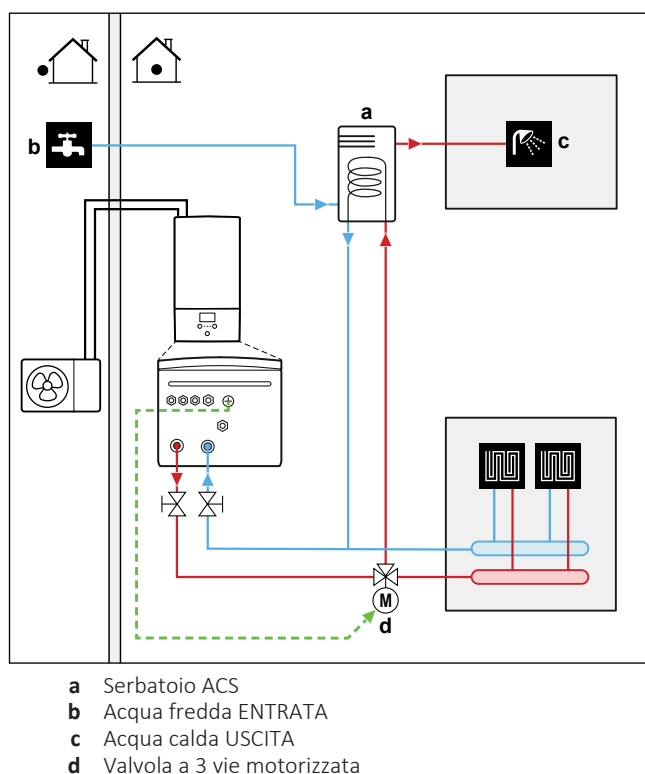 a
b
c
M
d
a Serbatoio ACS
b Acqua fredda ENTRATA
c Acqua calda USCITA
d Valvola a 3 vie motorizzata